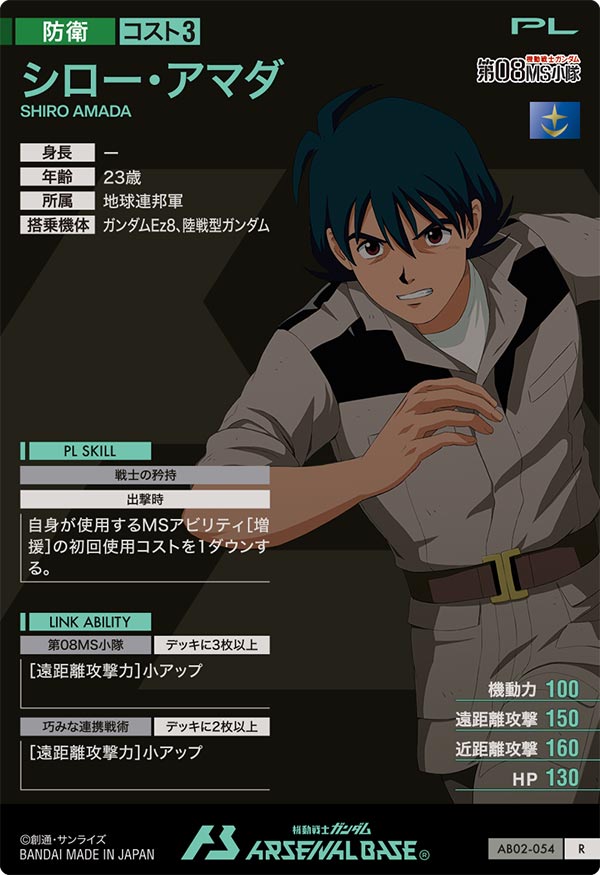 防衛 コスト3 PL
シロー・アマダ
SHIRO AMADA
機動戦士ガンダム
第08MS小隊
身長 ー
年齢 23歳
所属 地球連邦軍
搭乗機体 ガンダムEz8、陸戦型ガンダム
PL SKILL
戦士の矜持
出撃時
自身が使用するMSアビリティ[増
援]の初回使用コストを1ダウンす
る。
LINK ABILITY
第08MS小隊 デッキに3枚以上
[遠距離攻撃力]小アップ
巧みな連携戦術 デッキに2枚以上
[遠距離攻撃力]小アップ
機動力 100
遠距離攻撃 150
近距離攻撃 160
HP 130
©創通・サンライズ
BANDAI MADE IN JAPAN
機動戦士ガンダム
ARSENAL BASE®
AB02-054 R